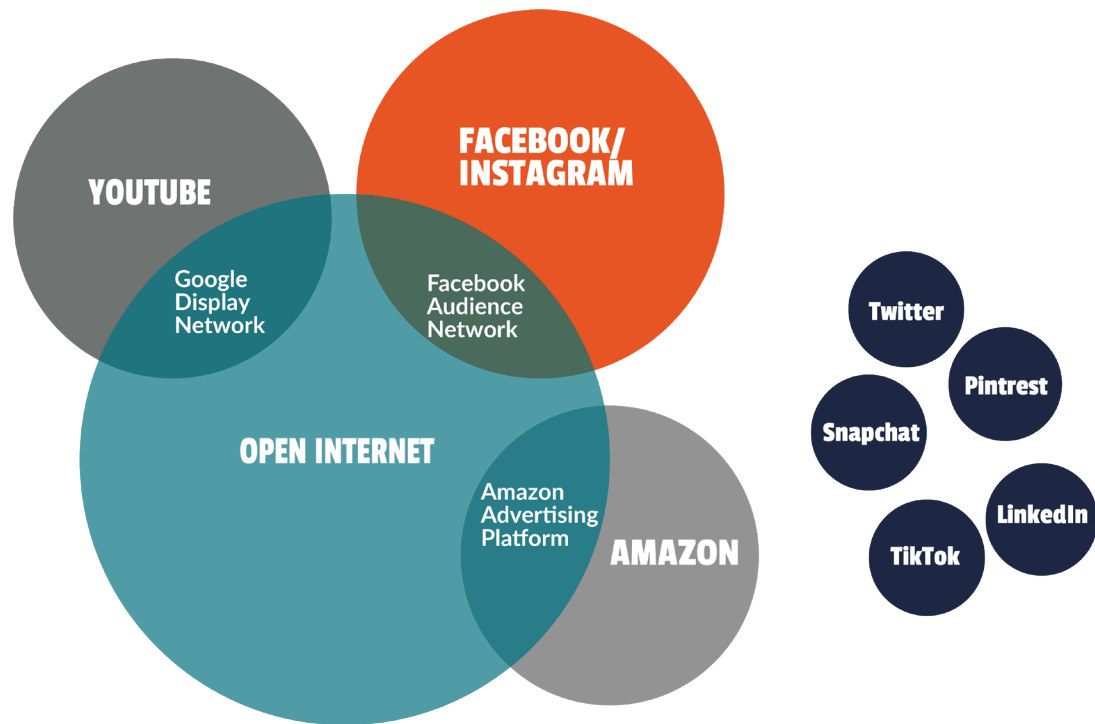 YOUTUBE
FACEBOOK/
INSTAGRAM
Google
Display
Network
Facebook
Audience
Network
OPEN INTERNET
Amazon
Advertising
Platform
AMAZON
Twitter
Pintrest
Snapchat
LinkedIn
TikTok